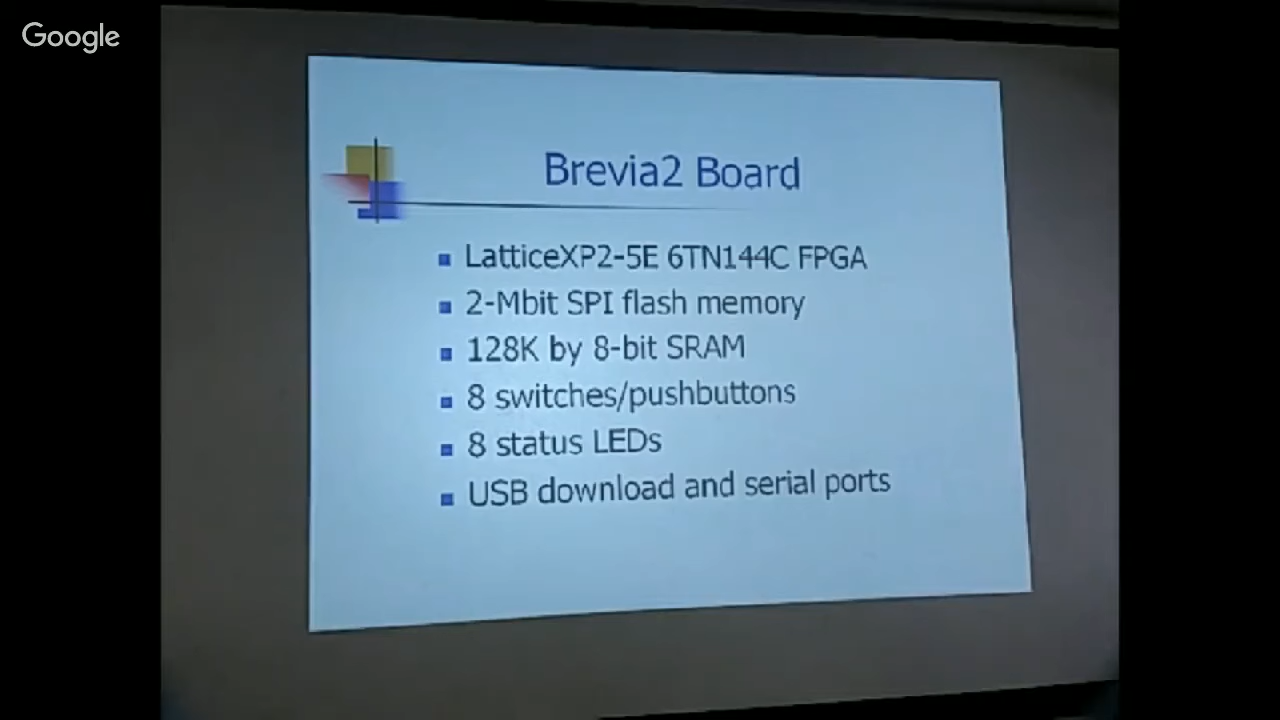 Google
Brevia2 Board
LatticeXP2-5E 6TN144C FPGA
2-Mbit SPI flash memory
128K by 8-bit SRAM
8 switches/pushbuttons
8 status LEDs
USB download and serial ports